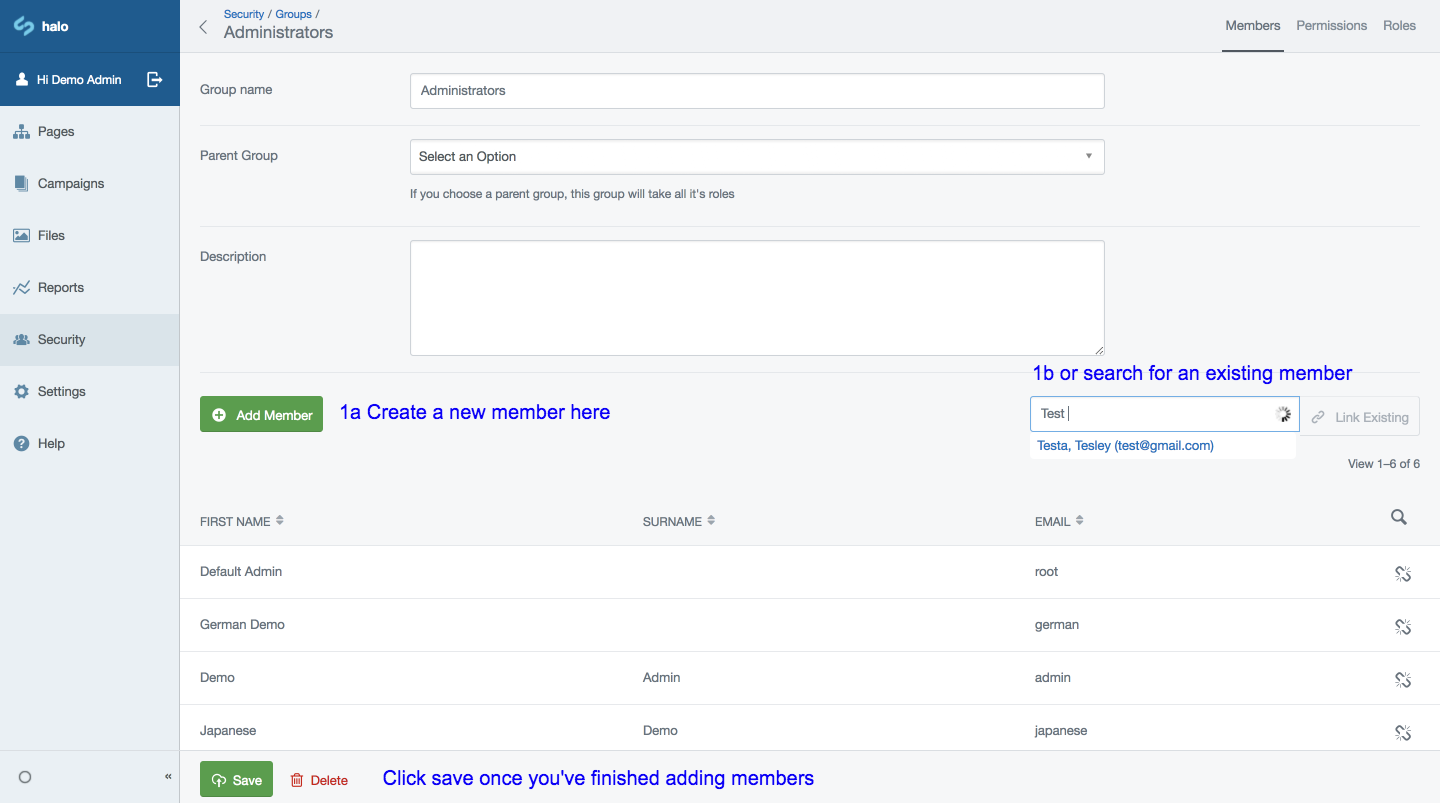 halo
Hi Demo Admin
Pages
Campaigns
Files
Reports
Security
Settings
Help
«
Security / Groups /
Administrators
Members Permissions Roles
Group name
Administrators
Parent Group
Select an Option
If you choose a parent group, this group will take all it's roles
Description
1b or search for an existing member
Add Member
1a Create a new member here
Test
Link Existing
Testa, Tesley (test@gmail.com)
View 1–6 of 6
FIRST NAME SURNAME EMAIL
Default Admin root
German Demo german
Demo Admin admin
Japanese Demo japanese
Save Delete Click save once you've finished adding members